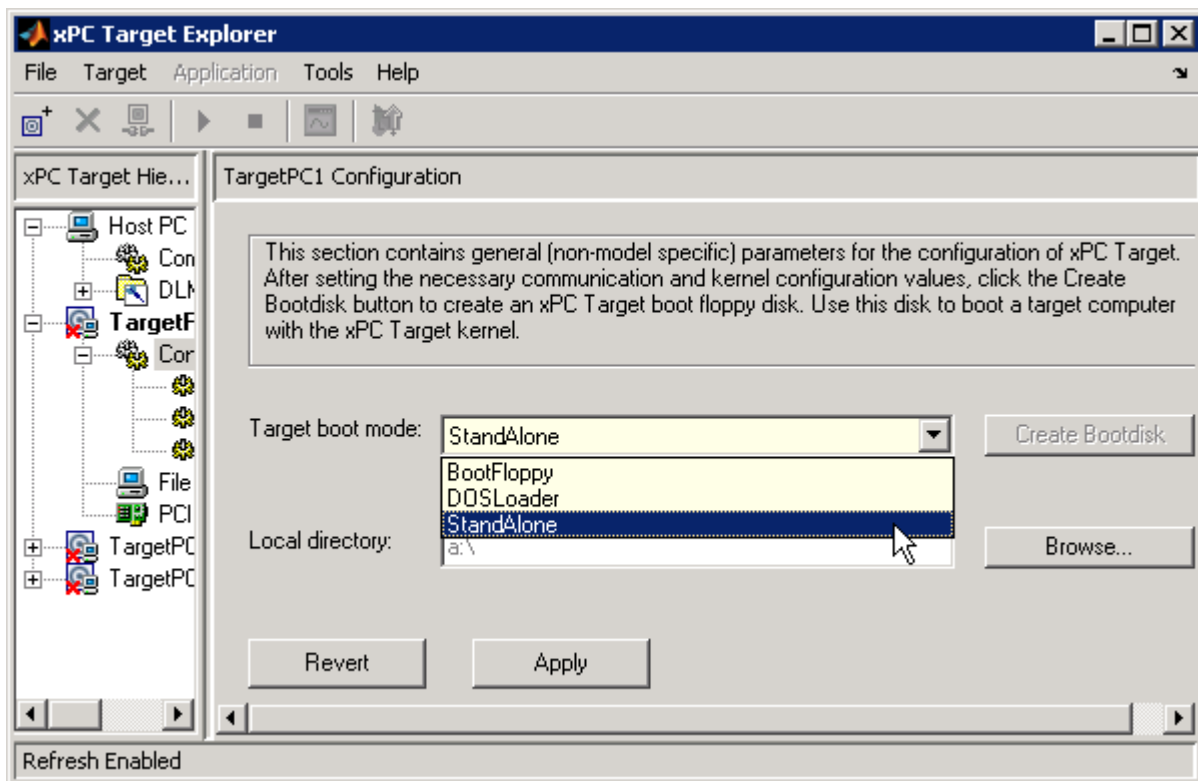 xPC Target Explorer
File Target Application Tools Help
xPC Target Hie...
TargetPC1 Configuration
Host PC
Con
DLM
TargetP
Con
File
PCI
TargetPC
TargetPC
This section contains general (non-model specific) parameters for the configuration of xPC Target.
After setting the necessary communication and kernel configuration values, click the Create
Bootdisk button to create an xPC Target boot floppy disk. Use this disk to boot a target computer
with the xPC Target kernel.
Target boot mode:
StandAlone
Create Bootdisk
BootFloppy
DOSLoader
StandAlone
Local directory:
a:\
Browse...
Revert
Apply
Refresh Enabled